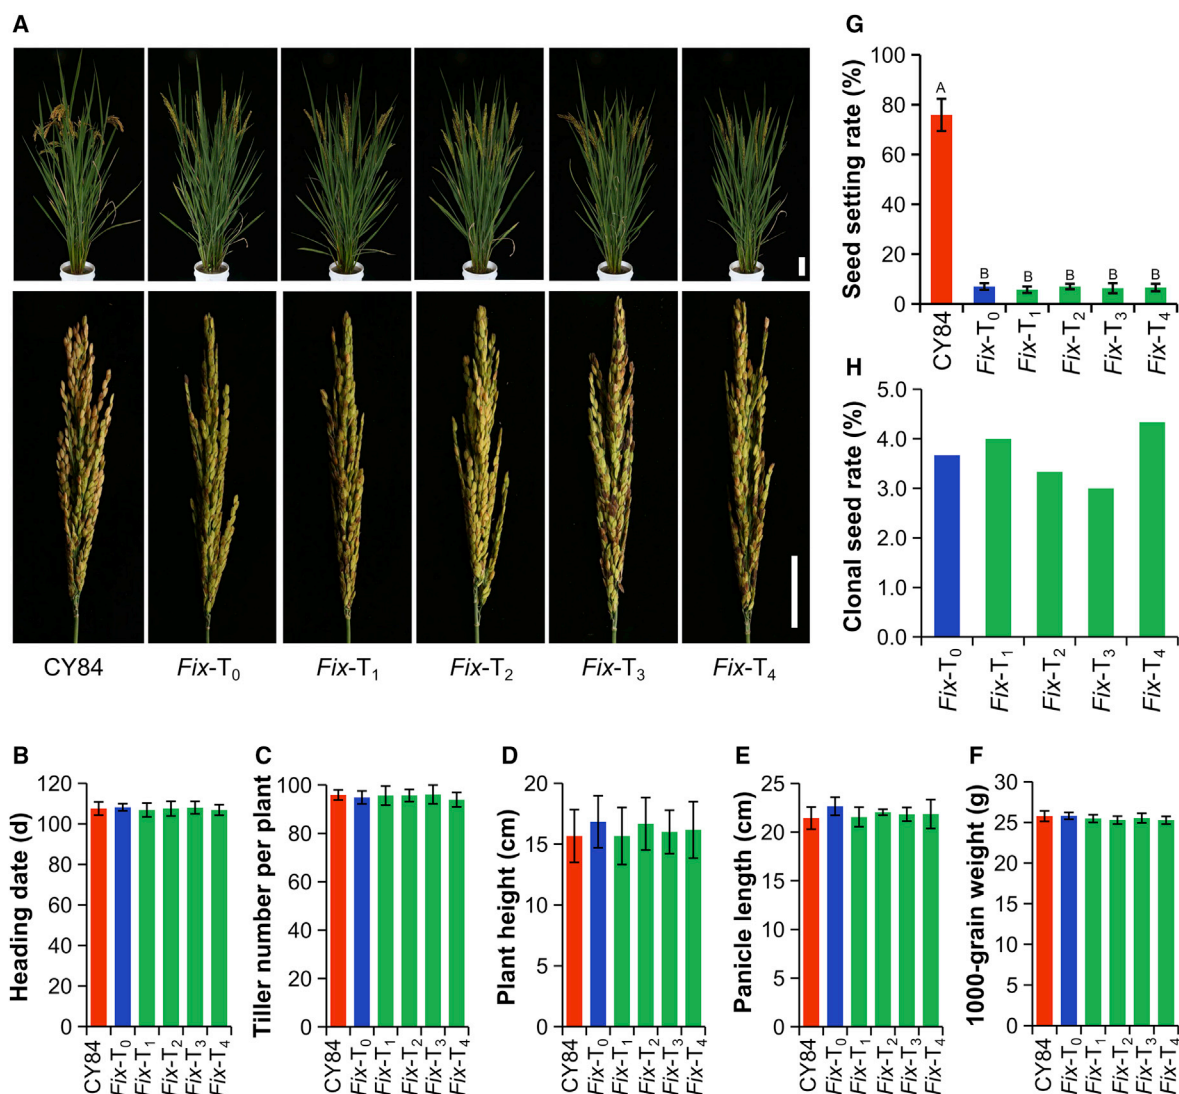 A
CY84
Fix-T₀
Fix-T₁
Fix-T₂
Fix-T₃
Fix-T₄
G
Seed setting rate (%)
100
80
60
40
20
0
A
B
B
B
B
B
CY84
Fix-T₀
Fix-T₁
Fix-T₂
Fix-T₃
Fix-T₄
H
Clonal seed rate (%)
5.0
4.0
3.0
2.0
1.0
0.0
Fix-T₀
Fix-T₁
Fix-T₂
Fix-T₃
Fix-T₄
B
Heading date (d)
120
100
80
60
40
20
0
CY84
Fix-T₀
Fix-T₁
Fix-T₂
Fix-T₃
Fix-T₄
C
Tiller number per plant
100
80
60
40
20
0
CY84
Fix-T₀
Fix-T₁
Fix-T₂
Fix-T₃
Fix-T₄
D
Plant height (cm)
20
15
10
5
0
CY84
Fix-T₀
Fix-T₁
Fix-T₂
Fix-T₃
Fix-T₄
E
Panicle length (cm)
25
20
15
10
5
0
CY84
Fix-T₀
Fix-T₁
Fix-T₂
Fix-T₃
Fix-T₄
F
1000-grain weight (g)
30
25
20
15
10
5
0
CY84
Fix-T₀
Fix-T₁
Fix-T₂
Fix-T₃
Fix-T₄